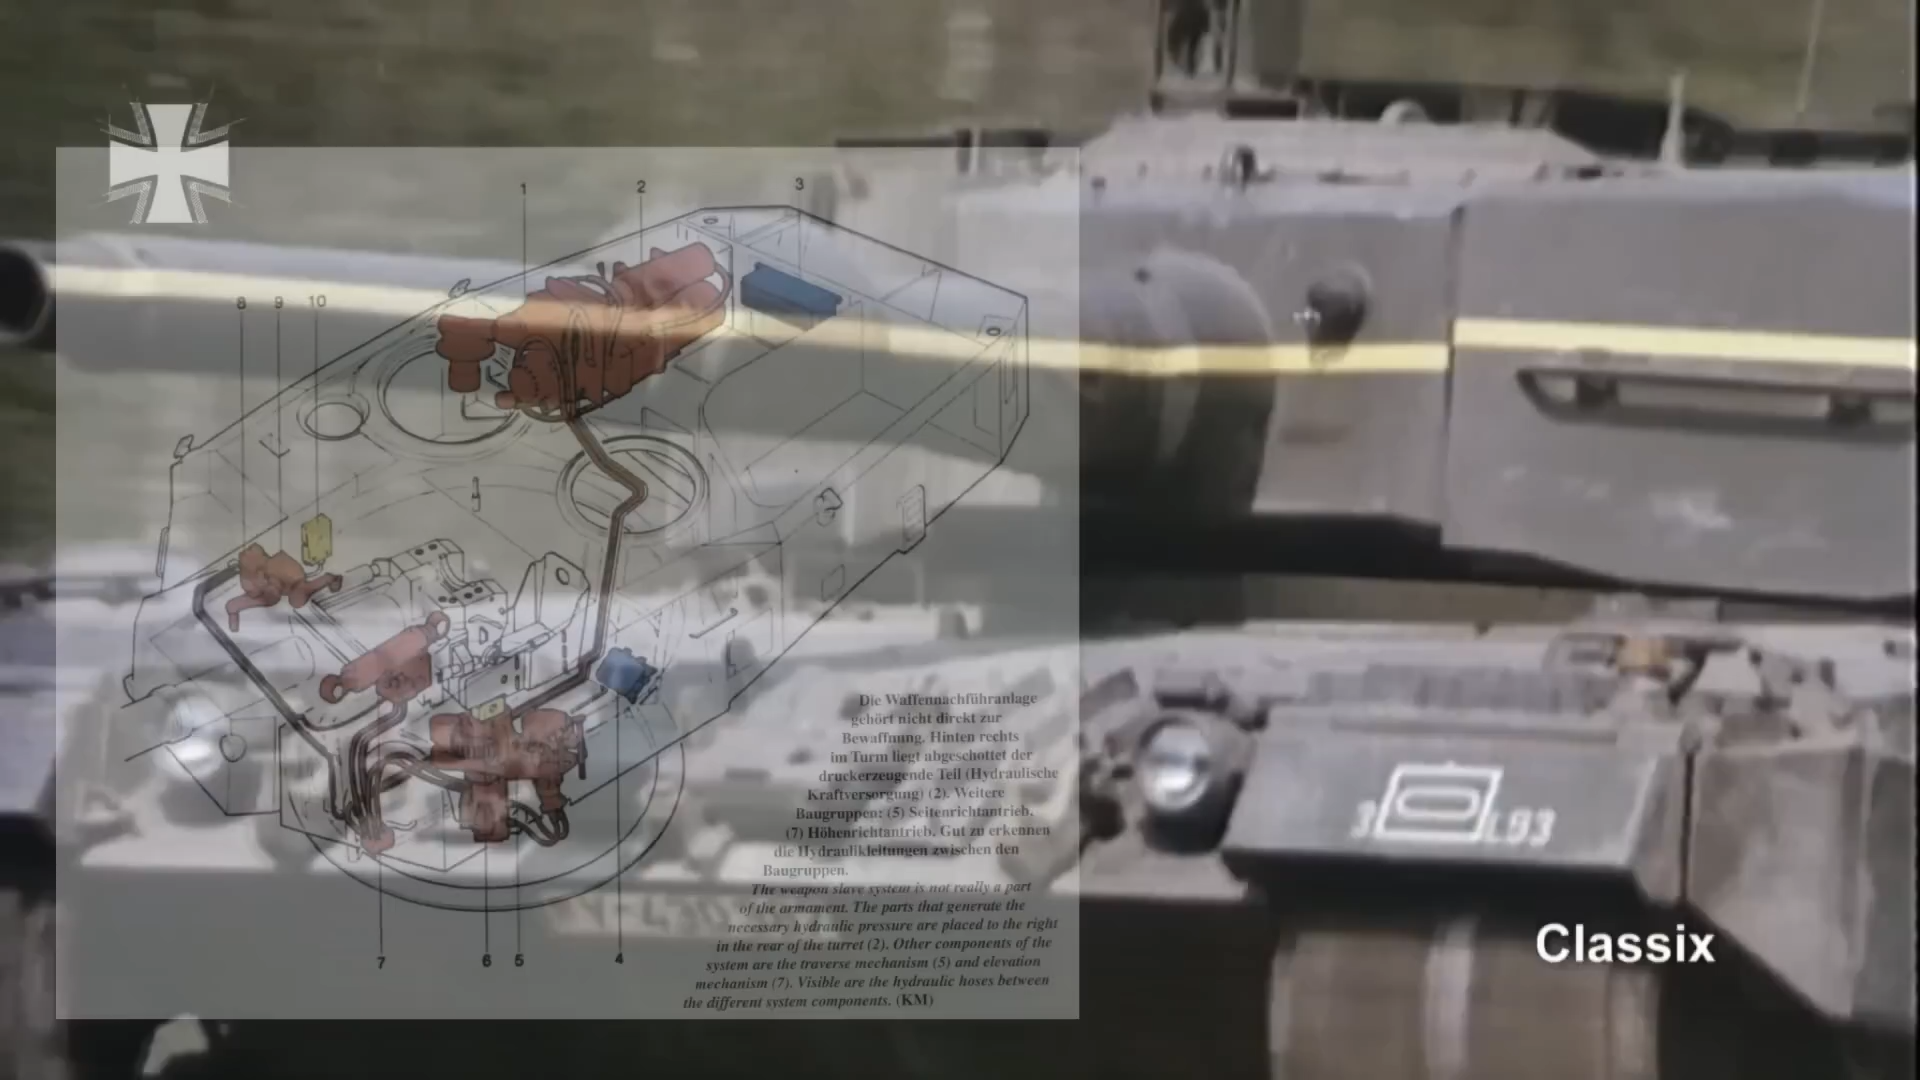 1 2 3
8 9 10
Die Waffennachführanlage
gehört nicht direkt zur
Bewaffnung. Hinten rechts
im Turm liegt abgeschottet der
druckerzeugende Teil (Hydraulische
Kraftversorgung) (2). Weitere
Baugruppen: (5) Seitenrichtantrieb.
(7) Höhenrichtantrieb. Gut zu erkennen
die Hydraulikleitungen zwischen den
Baugruppen.
The weapon slave system is not really a part
of the armament. The parts that generate the
necessary hydraulic pressure are placed to the right
in the rear of the turret (2). Other components of the
system are the traverse mechanism (5) and elevation
mechanism (7). Visible are the hydraulic hoses between
the different system components. (KM)
7 6 5 4
3 L93
Classix